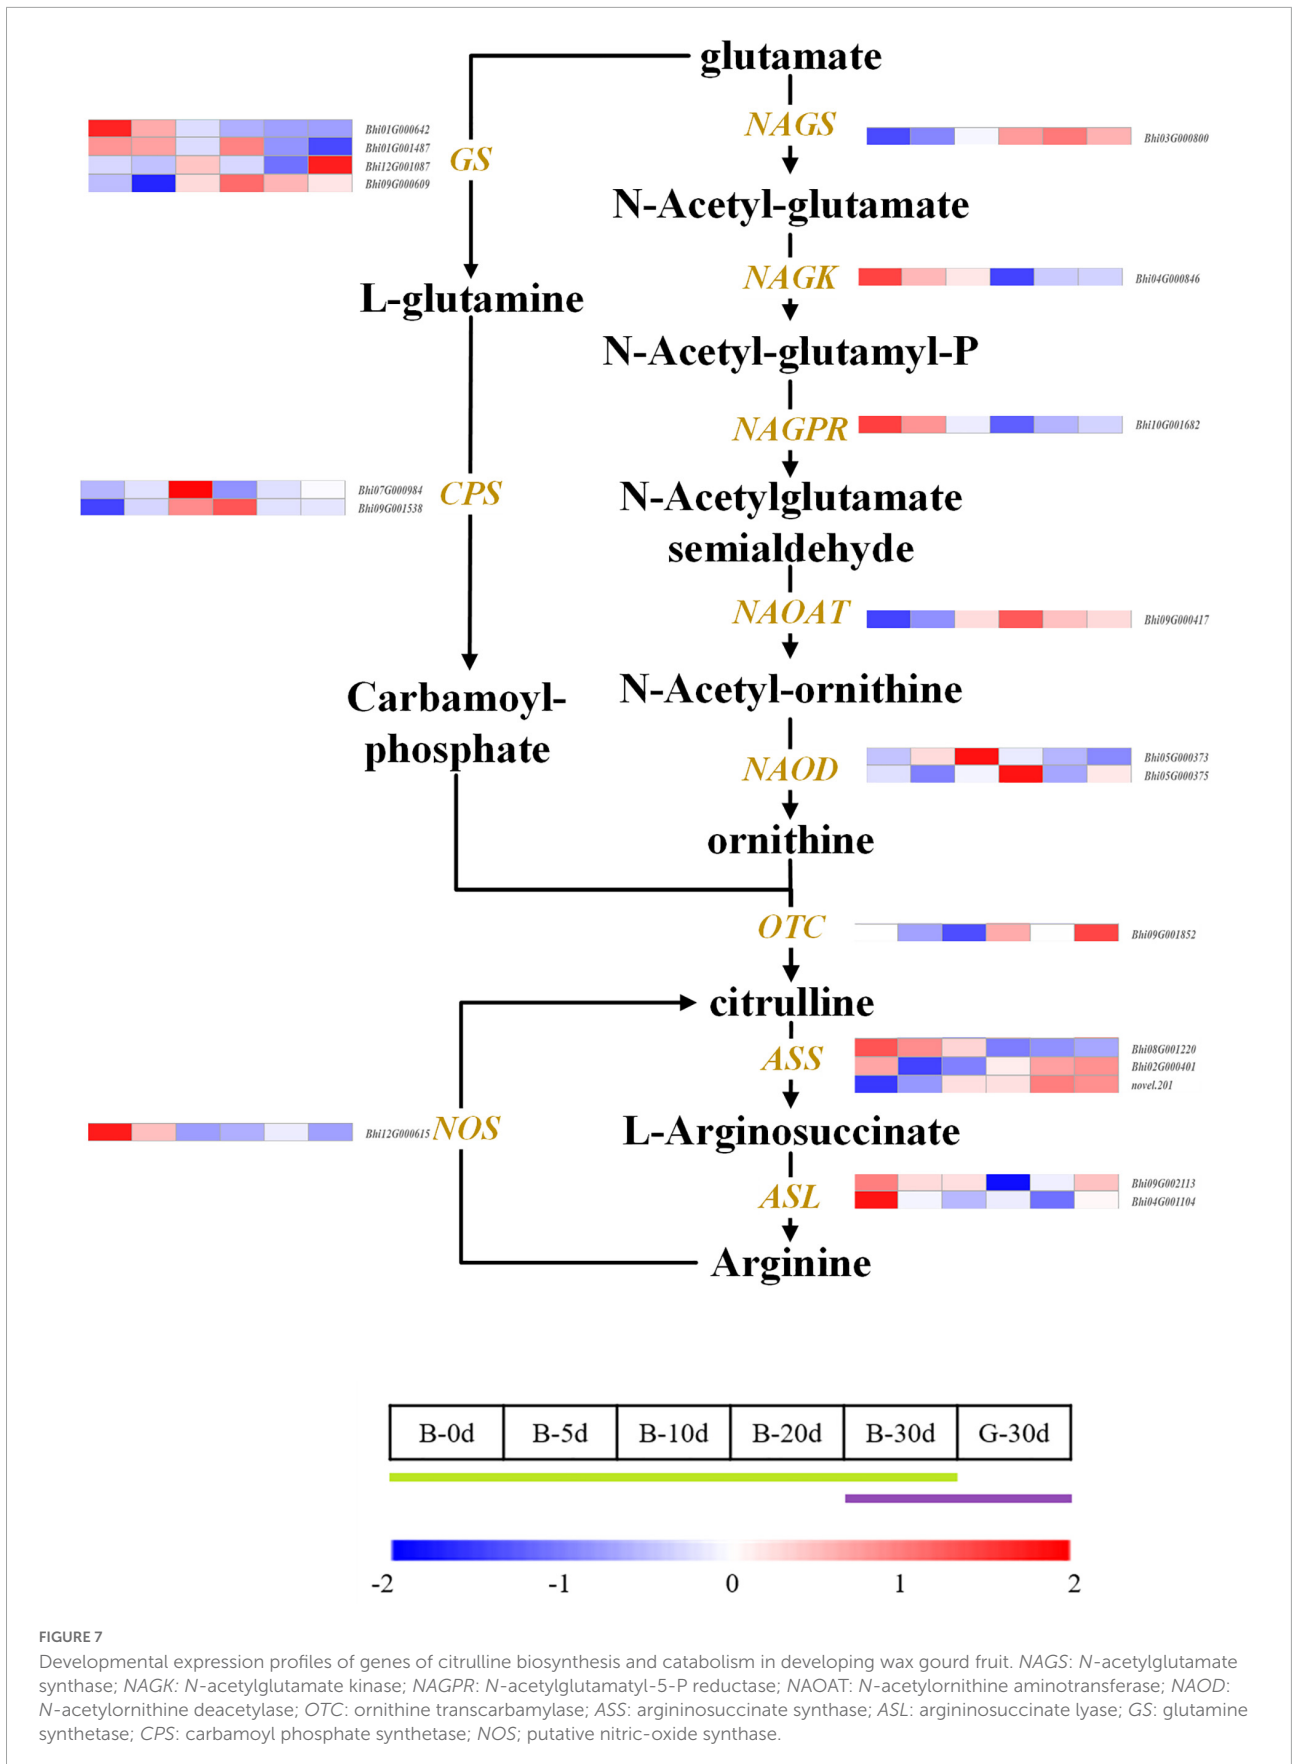 glutamate
NAGS
Bhi03G000800
Bhi01G000642
Bhi01G001487
Bhi12G001087
Bhi09G000609
GS
N-Acetyl-glutamate
NAGK
Bhi04G000846
L-glutamine
N-Acetyl-glutamyl-P
NAGPR
Bhi10G001682
Bhi07G000984
Bhi09G001538
CPS
N-Acetylglutamate
semialdehyde
NAOAT
Bhi09G000417
Carbamoyl-
phosphate
N-Acetyl-ornithine
NAOD
Bhi05G000373
Bhi05G000375
ornithine
OTC
Bhi09G001852
citrulline
ASS
Bhi08G001220
Bhi02G000401
novel.201
Bhi12G000615
NOS
L-Arginosuccinate
ASL
Bhi09G002113
Bhi04G001104
Arginine
B-0d B-5d B-10d B-20d B-30d G-30d
-2 -1 0 1 2
FIGURE 7
Developmental expression profiles of genes of citrulline biosynthesis and catabolism in developing wax gourd fruit. NAGS: N-acetylglutamate
synthase; NAGK: N-acetylglutamate kinase; NAGPR: N-acetylglutamatyl-5-P reductase; NAOAT: N-acetylornithine aminotransferase; NAOD:
N-acetylornithine deacetylase; OTC: ornithine transcarbamylase; ASS: argininosuccinate synthase; ASL: argininosuccinate lyase; GS: glutamine
synthetase; CPS: carbamoyl phosphate synthetase; NOS; putative nitric-oxide synthase.